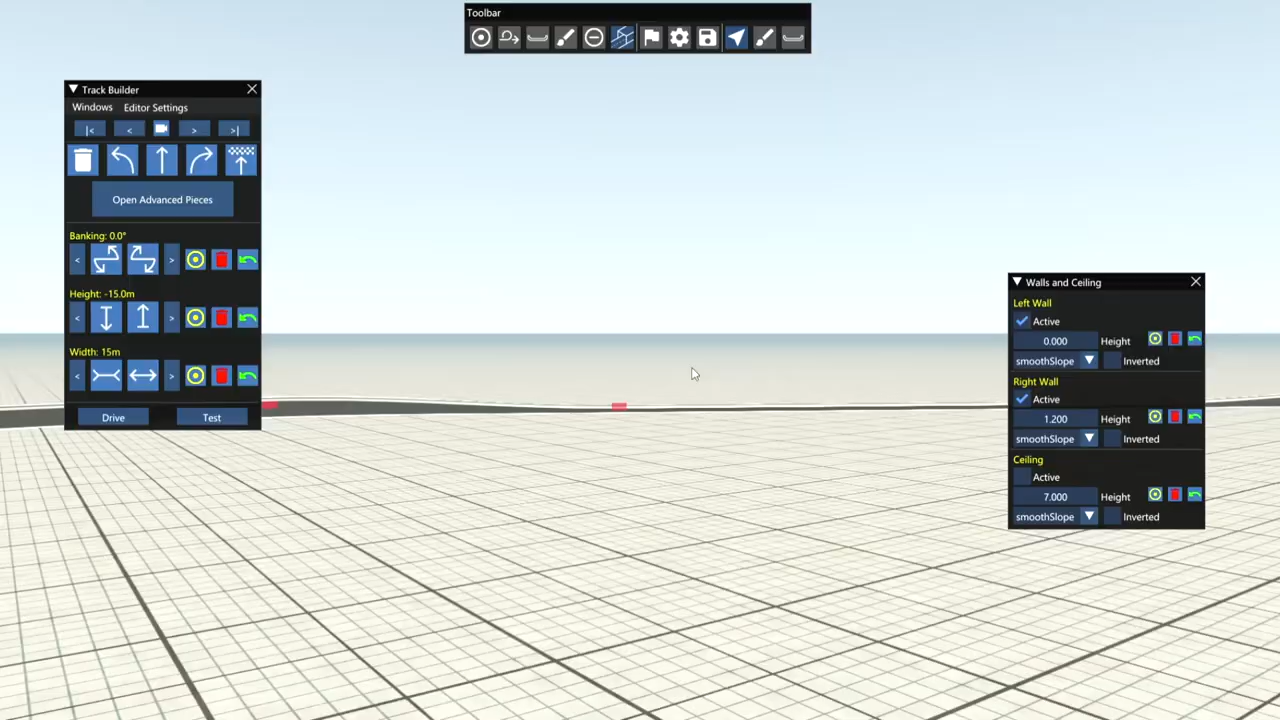 Toolbar
Track Builder
Windows Editor Settings
|< < > >|
Open Advanced Pieces
Banking: 0.0°
< >
Height: -15.0m
< >
Width: 15m
< >
Drive Test
Walls and Ceiling
Left Wall
Active
0.000 Height
smoothSlope Inverted
Right Wall
Active
1.200 Height
smoothSlope Inverted
Ceiling
Active
7.000 Height
smoothSlope Inverted